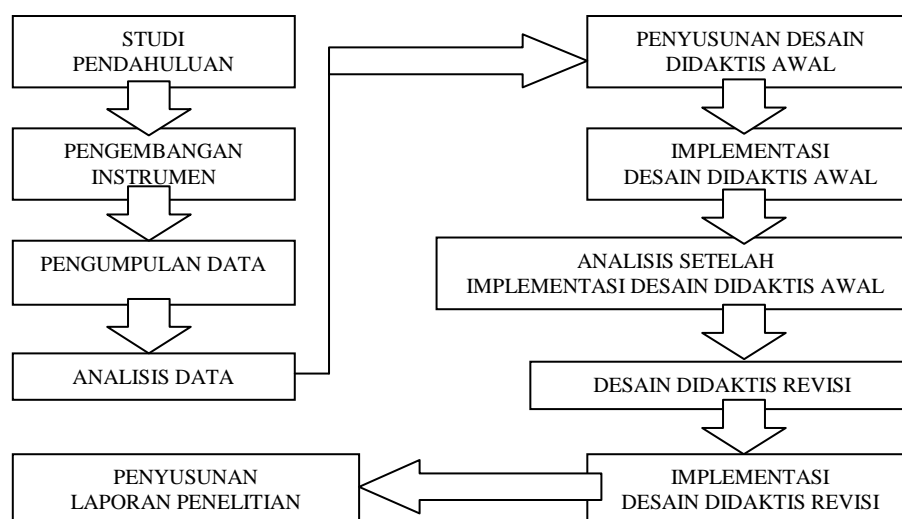 STUDI
PENDAHULUAN
PENGEMBANGAN
INSTRUMEN
PENGUMPULAN DATA
ANALISIS DATA
PENYUSUNAN DESAIN
DIDAKTIS AWAL
IMPLEMENTASI
DESAIN DIDAKTIS AWAL
ANALISIS SETELAH
IMPLEMENTASI DESAIN DIDAKTIS AWAL
DESAIN DIDAKTIS REVISI
IMPLEMENTASI
DESAIN DIDAKTIS REVISI
PENYUSUNAN
LAPORAN PENELITIAN